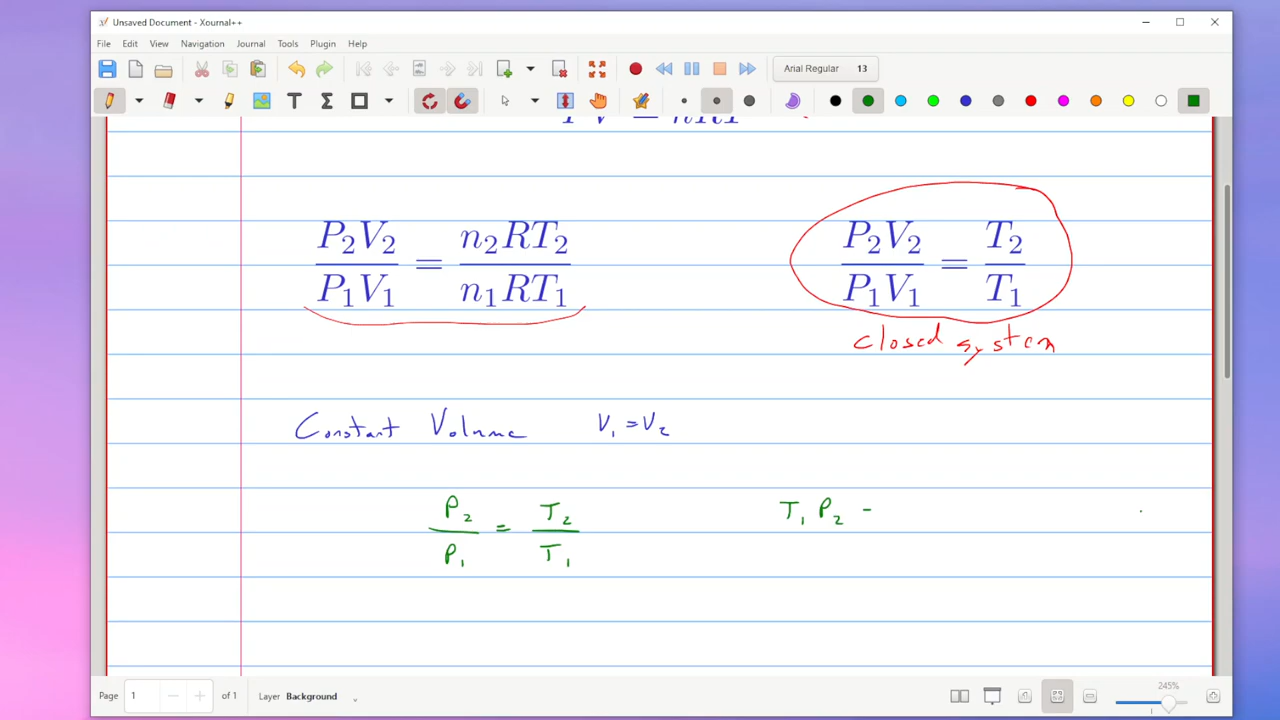 Unsaved Document - Xournal++
File Edit View Navigation Journal Tools Plugin Help
Arial Regular 13
PV = nRT
P₂V₂ / P₁V₁ = n₂RT₂ / n₁RT₁
P₂V₂ / P₁V₁ = T₂ / T₁
closed system
Constant Volume V₁ = V₂
P₂ / P₁ = T₂ / T₁
T₁ P₂ -
Page 1 of 1 Layer Background 245%